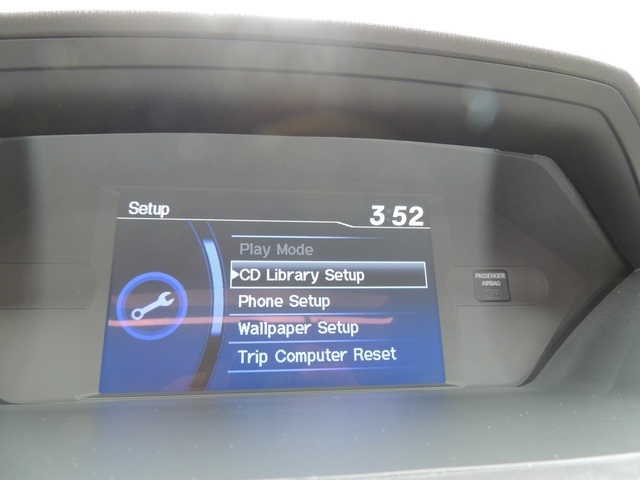 Setup
3:52
Play Mode
CD Library Setup
Phone Setup
Wallpaper Setup
Trip Computer Reset
PASSENGER
AIRBAG